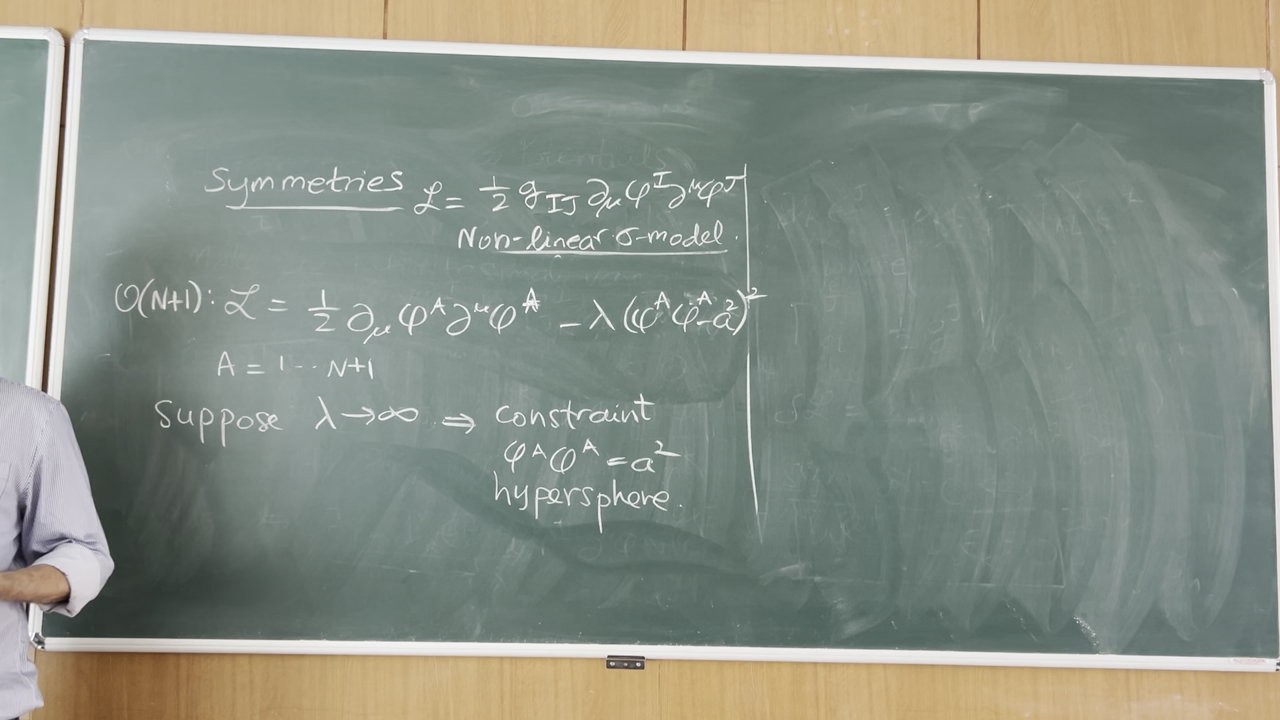 Symmetries ℒ = 1/2 g_IJ ∂_μ φ^I ∂^μ φ^J
Non-linear σ-model.
O(N+1): ℒ = 1/2 ∂_μ φ^A ∂^μ φ^A - λ (φ^A φ^A - a²)²
A = 1 ... N+1
Suppose λ → ∞ ⇒ constraint
φ^A φ^A = a²
hypersphere.